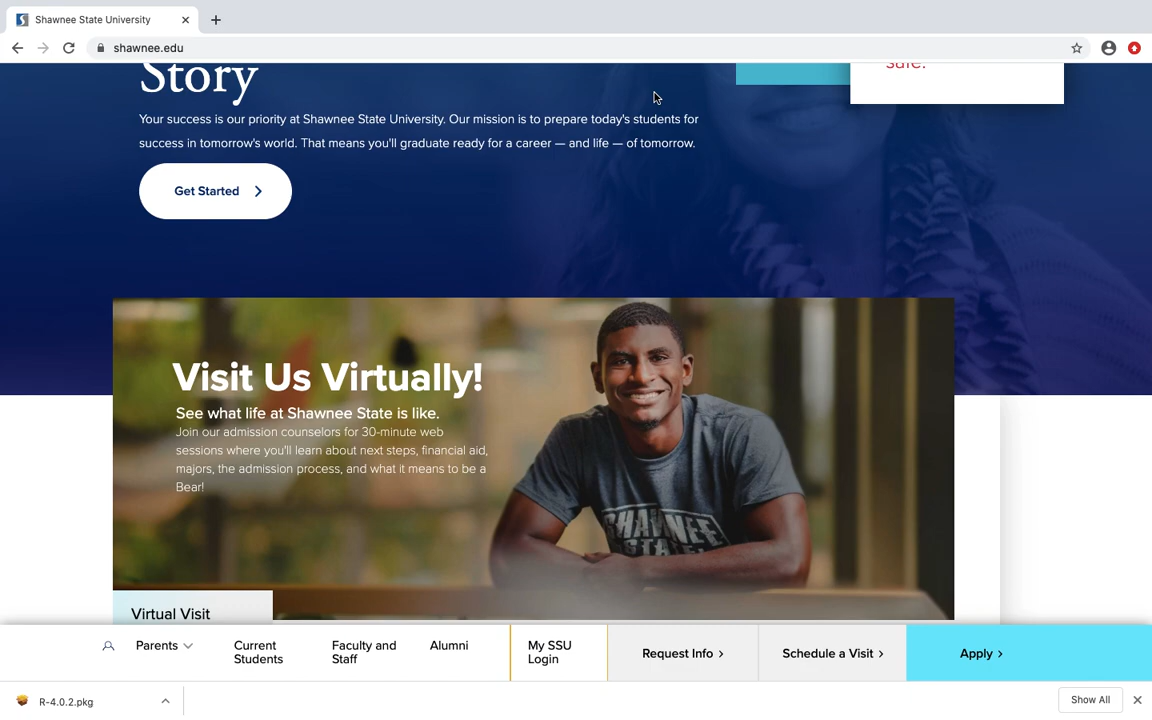 Shawnee State University
shawnee.edu
Story
safe.
Your success is our priority at Shawnee State University. Our mission is to prepare today's students for
success in tomorrow's world. That means you'll graduate ready for a career — and life — of tomorrow.
Get Started
Visit Us Virtually!
See what life at Shawnee State is like.
Join our admission counselors for 30-minute web
sessions where you'll learn about next steps, financial aid,
majors, the admission process, and what it means to be a
Bear!
SHAWNEE
STATE
Virtual Visit
Parents
Current
Students
Faculty and
Staff
Alumni
My SSU
Login
Request Info
Schedule a Visit
Apply
R-4.0.2.pkg
Show All